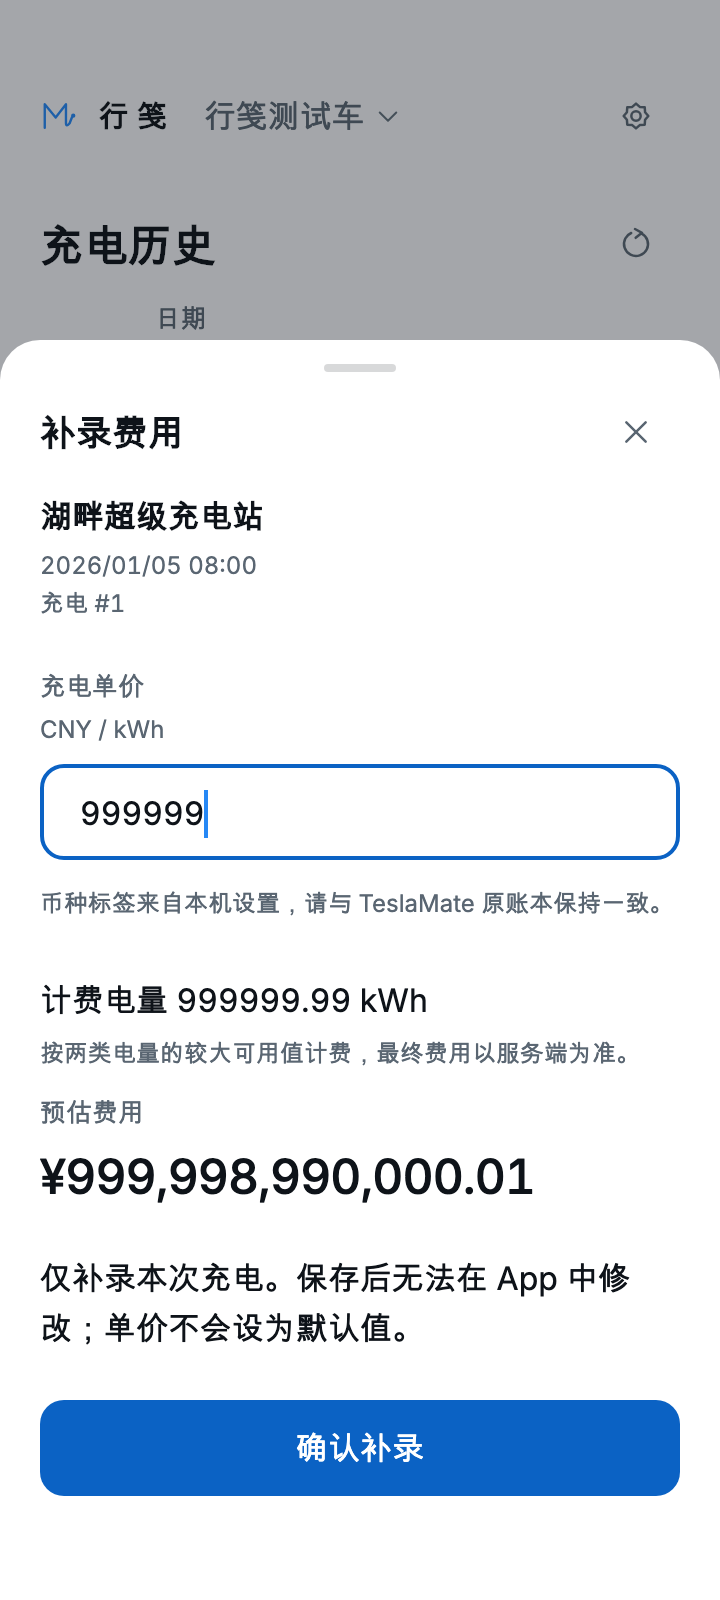 行笺 行笺测试车
充电历史
日期
补录费用
湖畔超级充电站
2026/01/05 08:00
充电 #1
充电单价
CNY / kWh
999999
币种标签来自本机设置，请与 TeslaMate 原账本保持一致。
计费电量 999999.99 kWh
按两类电量的较大可用值计费，最终费用以服务端为准。
预估费用
¥999,998,990,000.01
仅补录本次充电。保存后无法在 App 中修
改；单价不会设为默认值。
确认补录